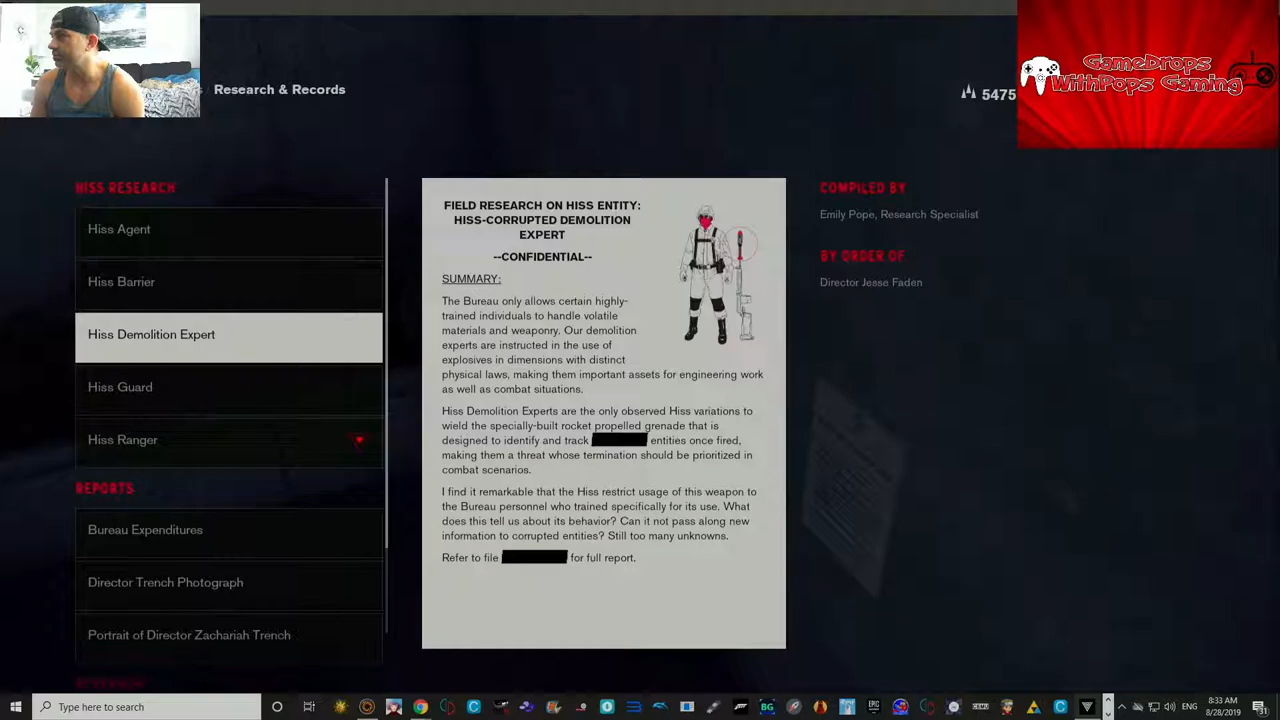 Research & Records
5475
GameDrops
WithPops Gaming
HISS RESEARCH
Hiss Agent
Hiss Barrier
Hiss Demolition Expert
Hiss Guard
Hiss Ranger
REPORTS
Bureau Expenditures
Director Trench Photograph
Portrait of Director Zachariah Trench
RESEARCH
FIELD RESEARCH ON HISS ENTITY:
HISS-CORRUPTED DEMOLITION
EXPERT
--CONFIDENTIAL--
SUMMARY:
The Bureau only allows certain highly-
trained individuals to handle volatile
materials and weaponry. Our demolition
experts are instructed in the use of
explosives in dimensions with distinct
physical laws, making them important assets for engineering work
as well as combat situations.
Hiss Demolition Experts are the only observed Hiss variations to
wield the specially-built rocket propelled grenade that is
designed to identify and track entities once fired,
making them a threat whose termination should be prioritized in
combat scenarios.
I find it remarkable that the Hiss restrict usage of this weapon to
the Bureau personnel who trained specifically for its use. What
does this tell us about its behavior? Can it not pass along new
information to corrupted entities? Still too many unknowns.
Refer to file for full report.
COMPILED BY
Emily Pope, Research Specialist
BY ORDER OF
Director Jesse Faden
Type here to search
8:33 AM
8/28/2019